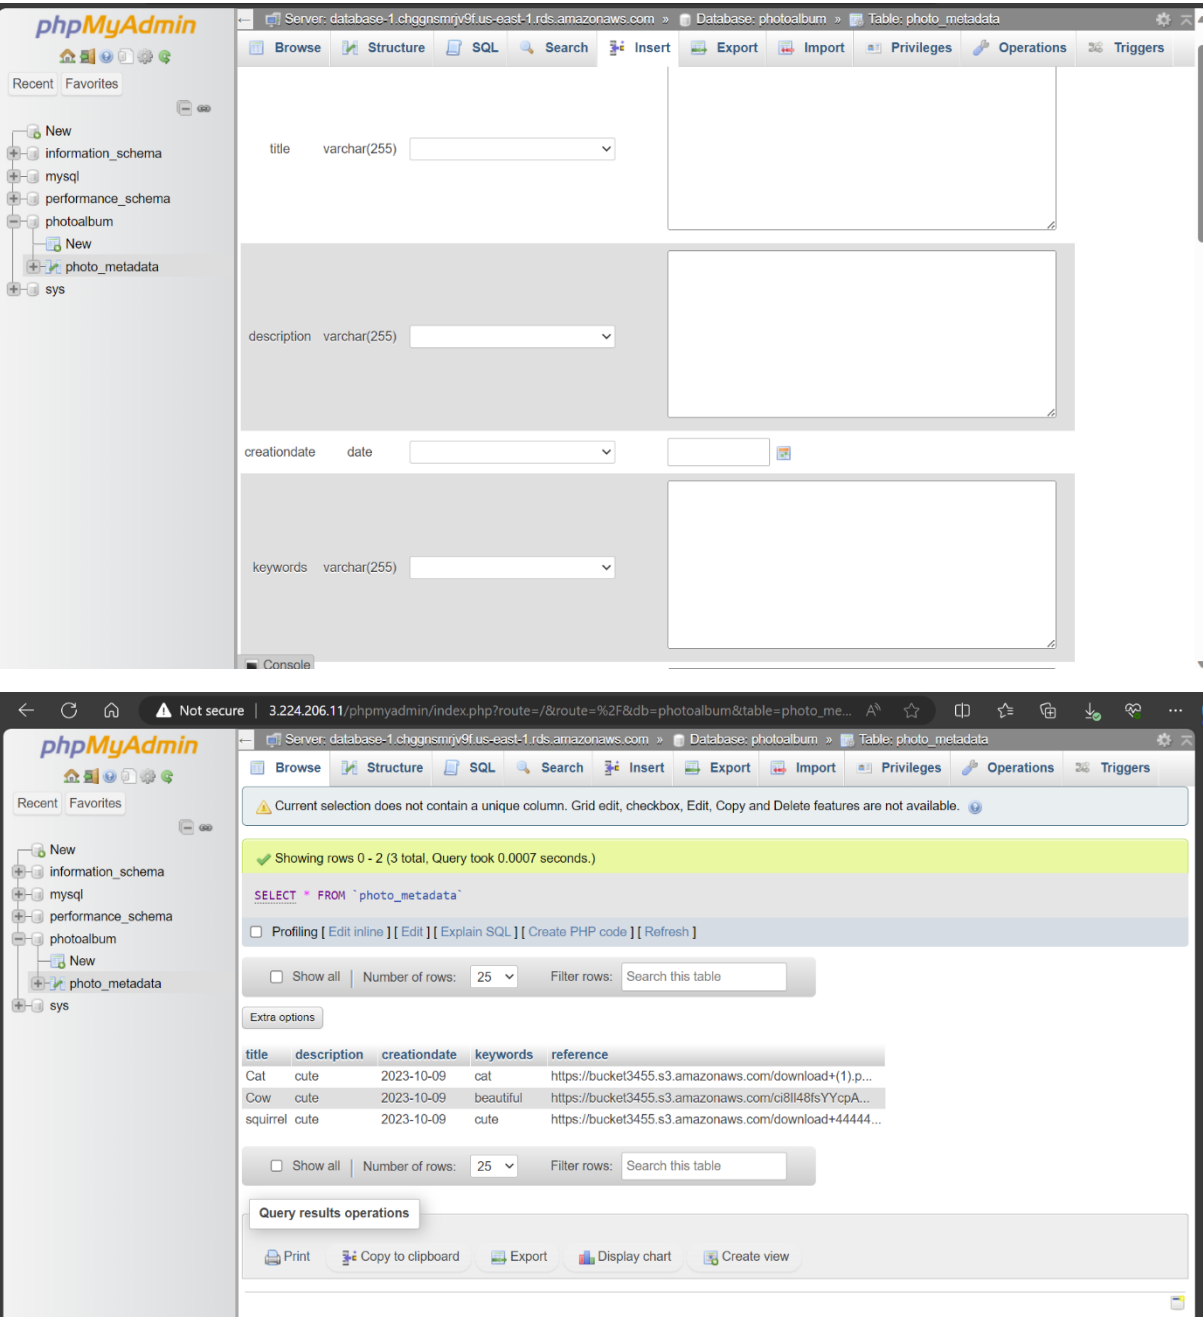 phpMyAdmin
Recent Favorites
New
information_schema
mysql
performance_schema
photoalbum
New
photo_metadata
sys
Server: database-1.chggnsmrjv9f.us-east-1.rds.amazonaws.com » Database: photoalbum » Table: photo_metadata
Browse Structure SQL Search Insert Export Import Privileges Operations Triggers
title varchar(255)
description varchar(255)
creationdate date
keywords varchar(255)
Console
Not secure | 3.224.206.11/phpmyadmin/index.php?route=/&route=%2F&db=photoalbum&table=photo_me...
phpMyAdmin
Recent Favorites
New
information_schema
mysql
performance_schema
photoalbum
New
photo_metadata
sys
Server: database-1.chggnsmrjv9f.us-east-1.rds.amazonaws.com » Database: photoalbum » Table: photo_metadata
Browse Structure SQL Search Insert Export Import Privileges Operations Triggers
Current selection does not contain a unique column. Grid edit, checkbox, Edit, Copy and Delete features are not available.
Showing rows 0 - 2 (3 total, Query took 0.0007 seconds.)
SELECT * FROM `photo_metadata`
Profiling [ Edit inline ] [ Edit ] [ Explain SQL ] [ Create PHP code ] [ Refresh ]
Show all | Number of rows: 25 Filter rows: Search this table
Extra options
title description creationdate keywords reference
Cat cute 2023-10-09 cat https://bucket3455.s3.amazonaws.com/download+(1).p...
Cow cute 2023-10-09 beautiful https://bucket3455.s3.amazonaws.com/ci8ll48fsYYcpA...
squirrel cute 2023-10-09 cute https://bucket3455.s3.amazonaws.com/download+44444...
Show all | Number of rows: 25 Filter rows: Search this table
Query results operations
Print Copy to clipboard Export Display chart Create view